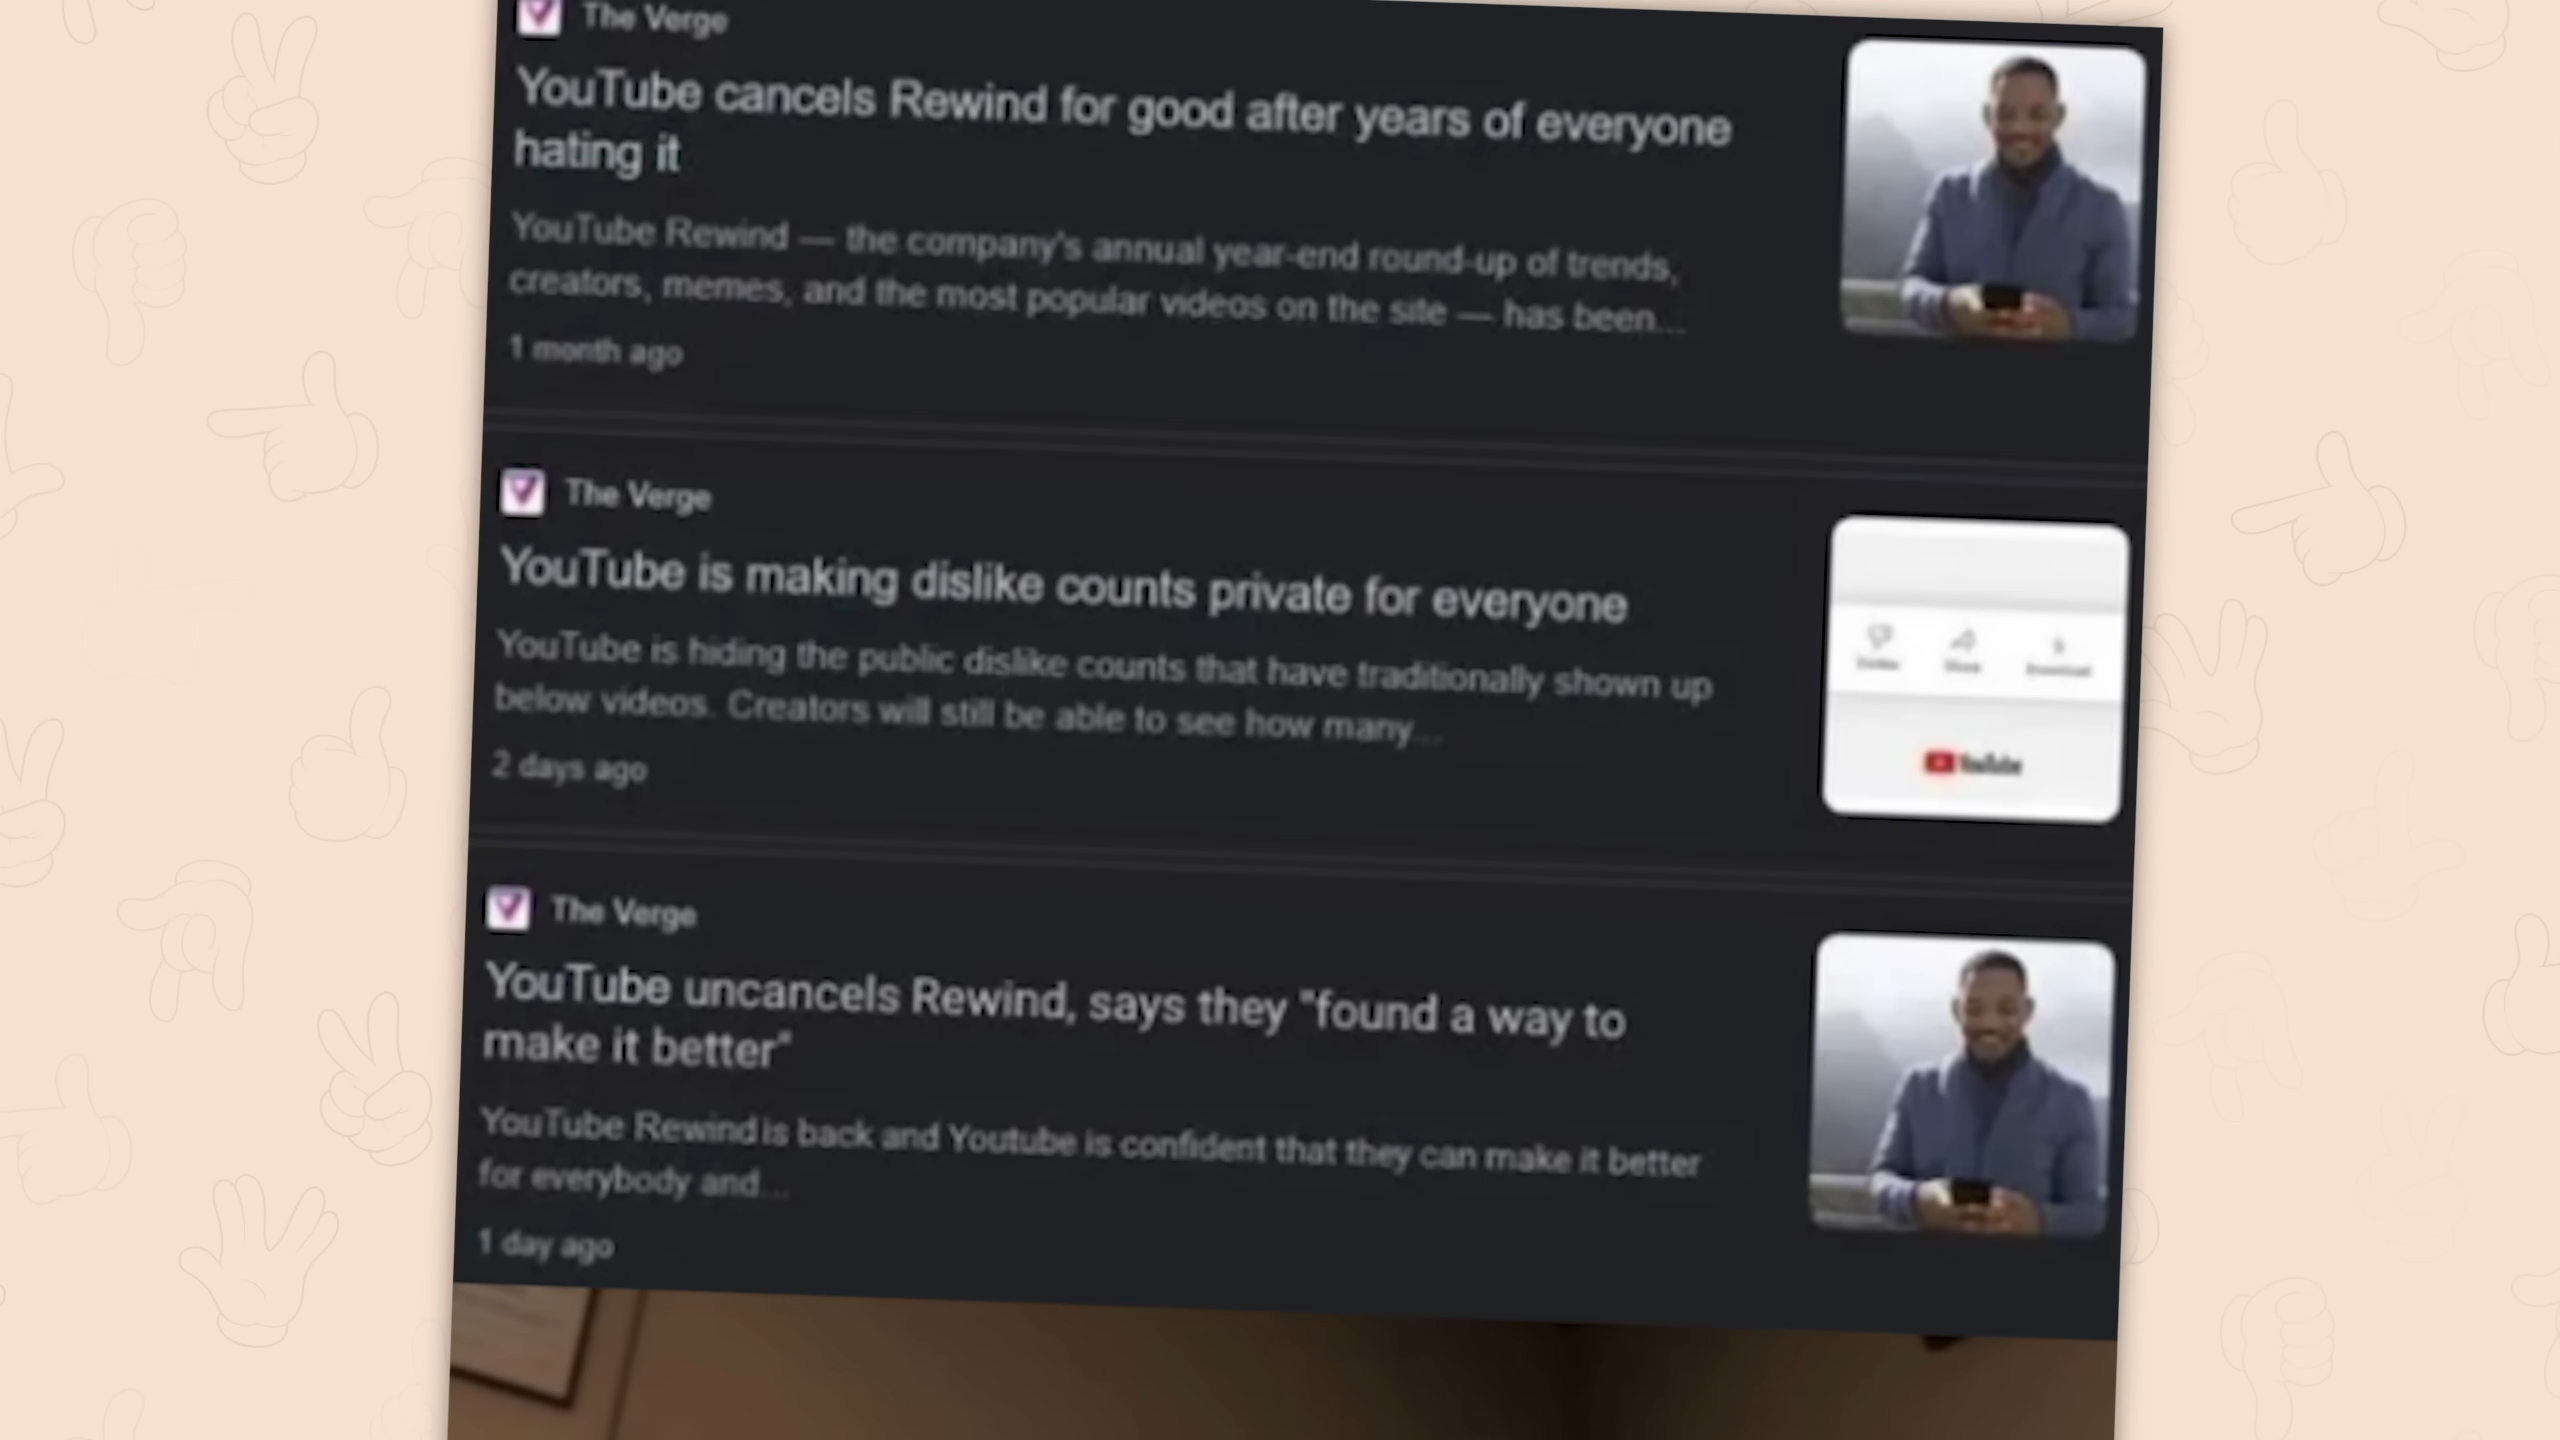 The Verge
YouTube cancels Rewind for good after years of everyone
hating it
YouTube Rewind — the company's annual year-end round-up of trends,
creators, memes, and the most popular videos on the site — has been...
1 month ago
The Verge
YouTube is making dislike counts private for everyone
YouTube is hiding the public dislike counts that have traditionally shown up
below videos. Creators will still be able to see how many...
2 days ago
Dislike Share Download
YouTube
The Verge
YouTube uncancels Rewind, says they "found a way to
make it better"
YouTube Rewind is back and Youtube is confident that they can make it better
for everybody and...
1 day ago